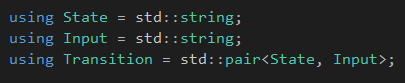 using State = std::string;
using Input = std::string;
using Transition = std::pair<State, Input>;